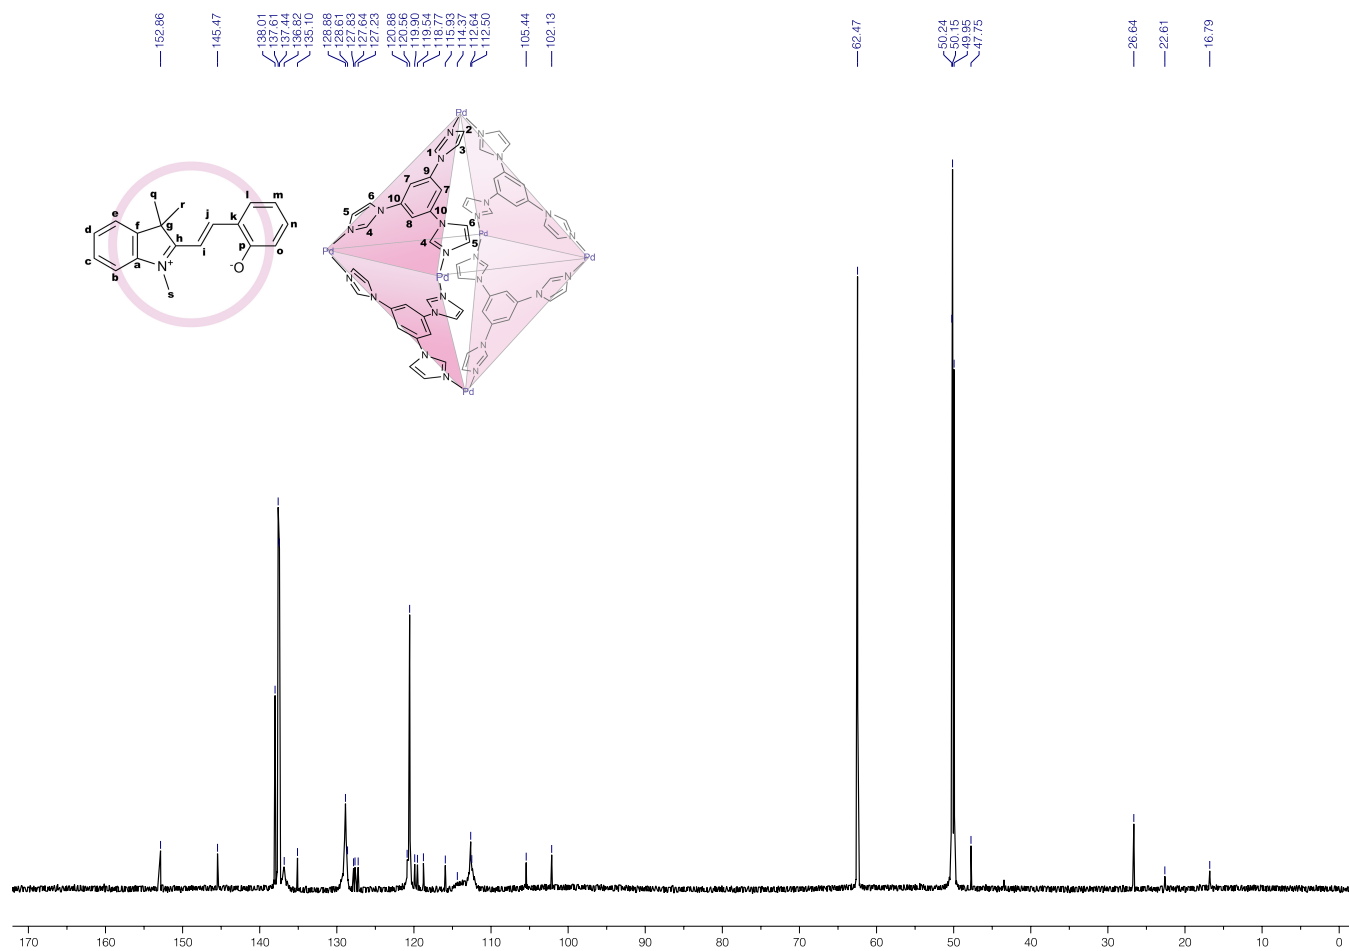 152.86
145.47
138.01
137.61
137.44
136.82
135.10
128.88
128.61
127.83
127.64
127.23
120.88
120.56
119.90
119.54
118.77
115.93
114.37
112.64
112.50
105.44
102.13
62.47
50.24
50.15
49.95
47.75
26.64
22.61
16.79
q
r
l
m
e
j
k
n
d
f
g
h
i
p
o
c
a
N
+
b
-O
s
Pd
N
2
N
1
3
N
N
9
7
7
6
10
10
N
5
N
N
8
N
6
N
N
4
Pd
N
4
5
N
Pd
Pd
Pd
N
N
N
N
N
N
N
N
N
N
N
N
N
N
Pd
170 160 150 140 130 120 110 100 90 80 70 60 50 40 30 20 10 0